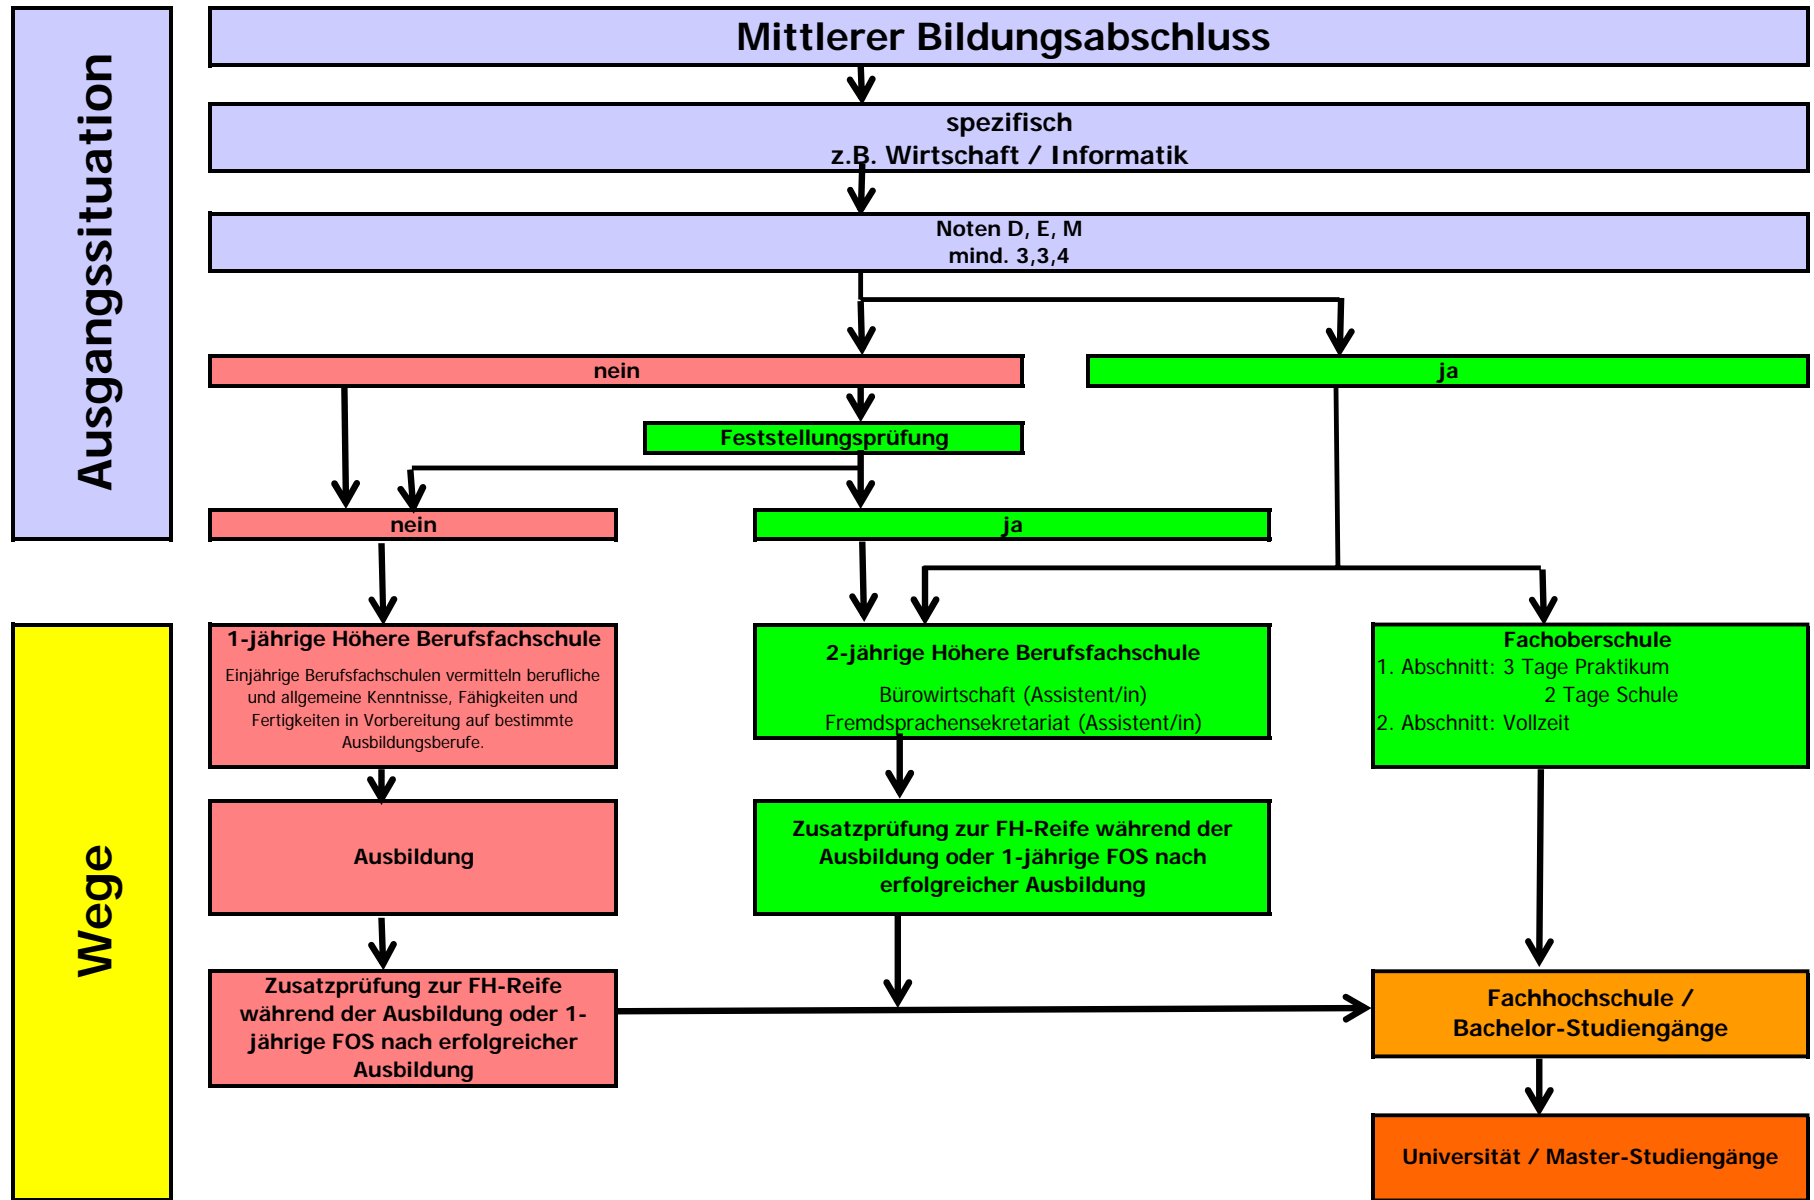 Ausgangssituation
Mittlerer Bildungsabschluss
spezifisch
z.B. Wirtschaft / Informatik
Noten D, E, M
mind. 3,3,4
nein
ja
Feststellungsprüfung
nein
ja
Wege
1-jährige Höhere Berufsfachschule
Einjährige Berufsfachschulen vermitteln berufliche
und allgemeine Kenntnisse, Fähigkeiten und
Fertigkeiten in Vorbereitung auf bestimmte
Ausbildungsberufe.
2-jährige Höhere Berufsfachschule
Bürowirtschaft (Assistent/in)
Fremdsprachensekretariat (Assistent/in)
Fachoberschule
1. Abschnitt: 3 Tage Praktikum
2 Tage Schule
2. Abschnitt: Vollzeit
Ausbildung
Zusatzprüfung zur FH-Reife während der
Ausbildung oder 1-jährige FOS nach
erfolgreicher Ausbildung
Zusatzprüfung zur FH-Reife
während der Ausbildung oder 1-
jährige FOS nach erfolgreicher
Ausbildung
Fachhochschule /
Bachelor-Studiengänge
Universität / Master-Studiengänge